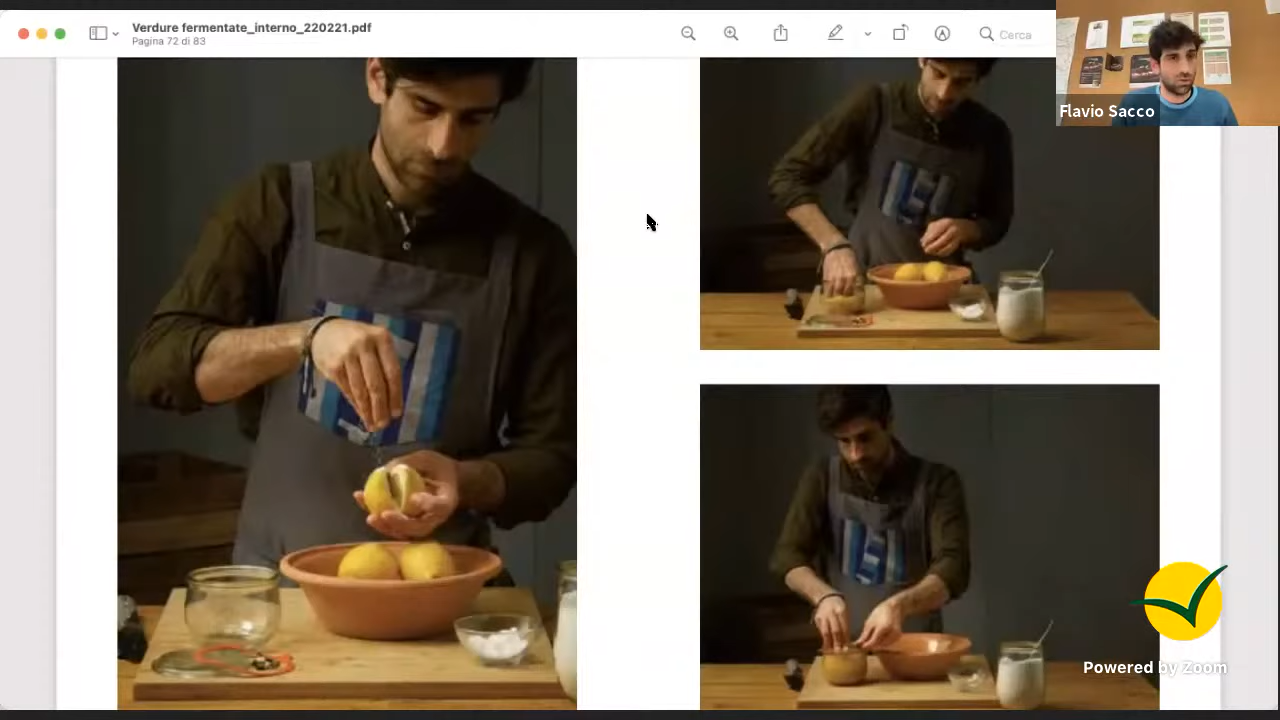 Verdure fermentate_interno_220221.pdf
Pagina 72 di 83
Cerca
Flavio Sacco
Powered by Zoom